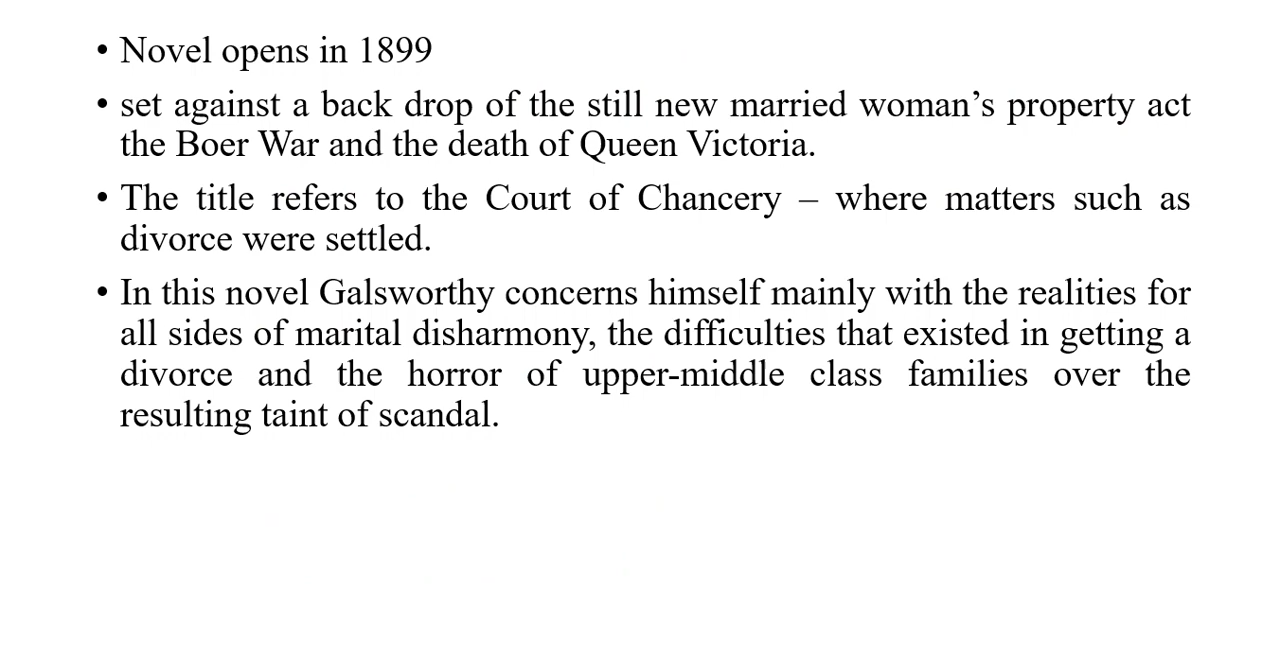 • Novel opens in 1899
• set against a back drop of the still new married woman’s property act
the Boer War and the death of Queen Victoria.
• The title refers to the Court of Chancery – where matters such as
divorce were settled.
• In this novel Galsworthy concerns himself mainly with the realities for
all sides of marital disharmony, the difficulties that existed in getting a
divorce and the horror of upper-middle class families over the
resulting taint of scandal.